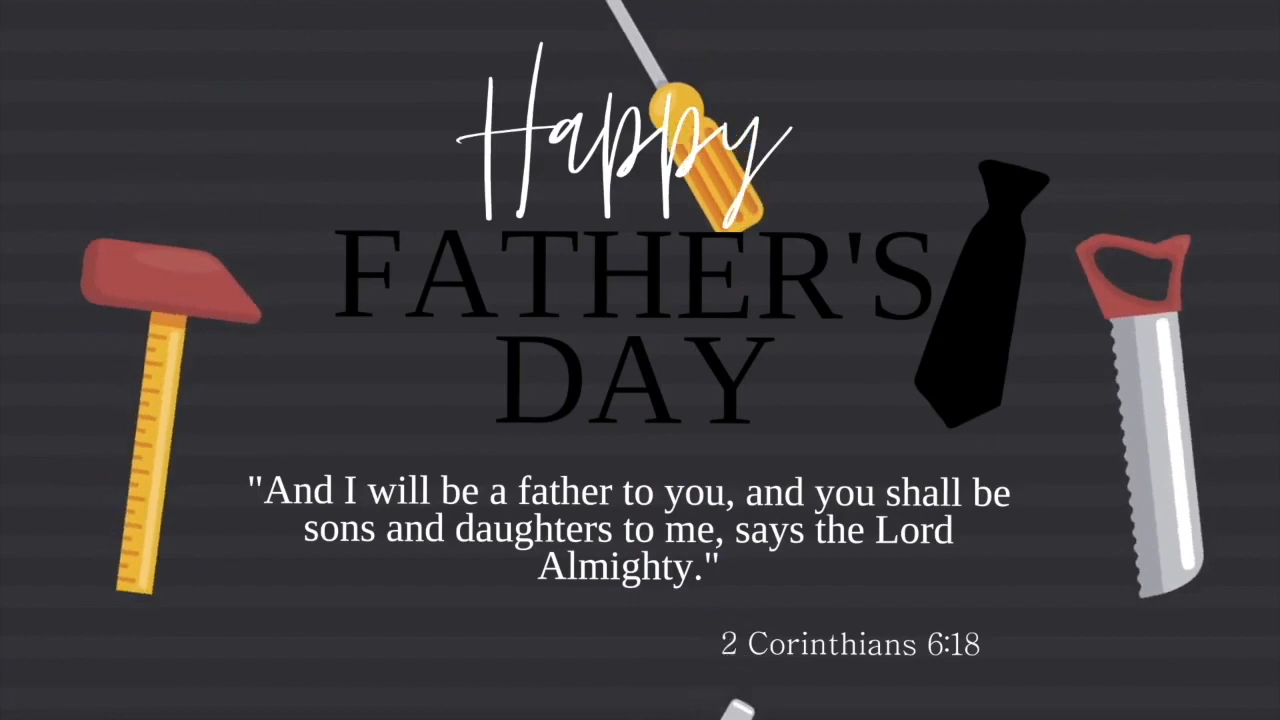 Happy
FATHER'S
DAY
"And I will be a father to you, and you shall be
sons and daughters to me, says the Lord
Almighty."
2 Corinthians 6:18